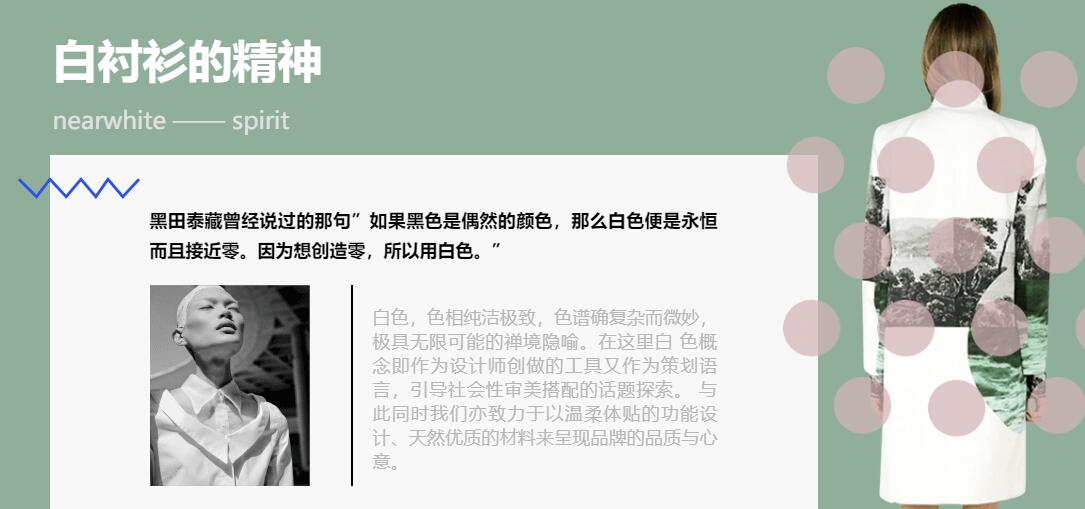 白衬衫的精神
nearwhite —— spirit
黑田泰藏曾经说过的那句”如果黑色是偶然的颜色，那么白色便是永恒
而且接近零。因为想创造零，所以用白色。”
白色，色相纯洁极致，色谱确复杂而微妙，
极具无限可能的禅境隐喻。在这里白 色概
念即作为设计师创做的工具又作为策划语
言，引导社会性审美搭配的话题探索。 与
此同时我们亦致力于以温柔体贴的功能设
计、天然优质的材料来呈现品牌的品质与心
意。